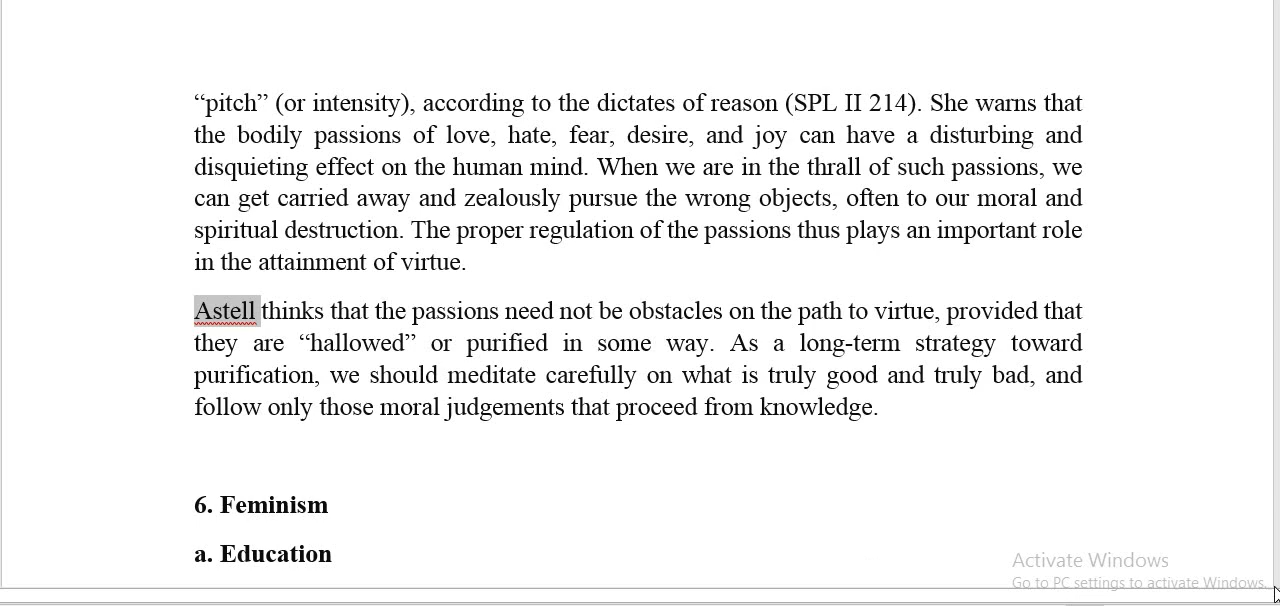 “pitch” (or intensity), according to the dictates of reason (SPL II 214). She warns that
the bodily passions of love, hate, fear, desire, and joy can have a disturbing and
disquieting effect on the human mind. When we are in the thrall of such passions, we
can get carried away and zealously pursue the wrong objects, often to our moral and
spiritual destruction. The proper regulation of the passions thus plays an important role
in the attainment of virtue.
Astell thinks that the passions need not be obstacles on the path to virtue, provided that
they are “hallowed” or purified in some way. As a long-term strategy toward
purification, we should meditate carefully on what is truly good and truly bad, and
follow only those moral judgements that proceed from knowledge.
6. Feminism
a. Education
Activate Windows
Go to PC settings to activate Windows.